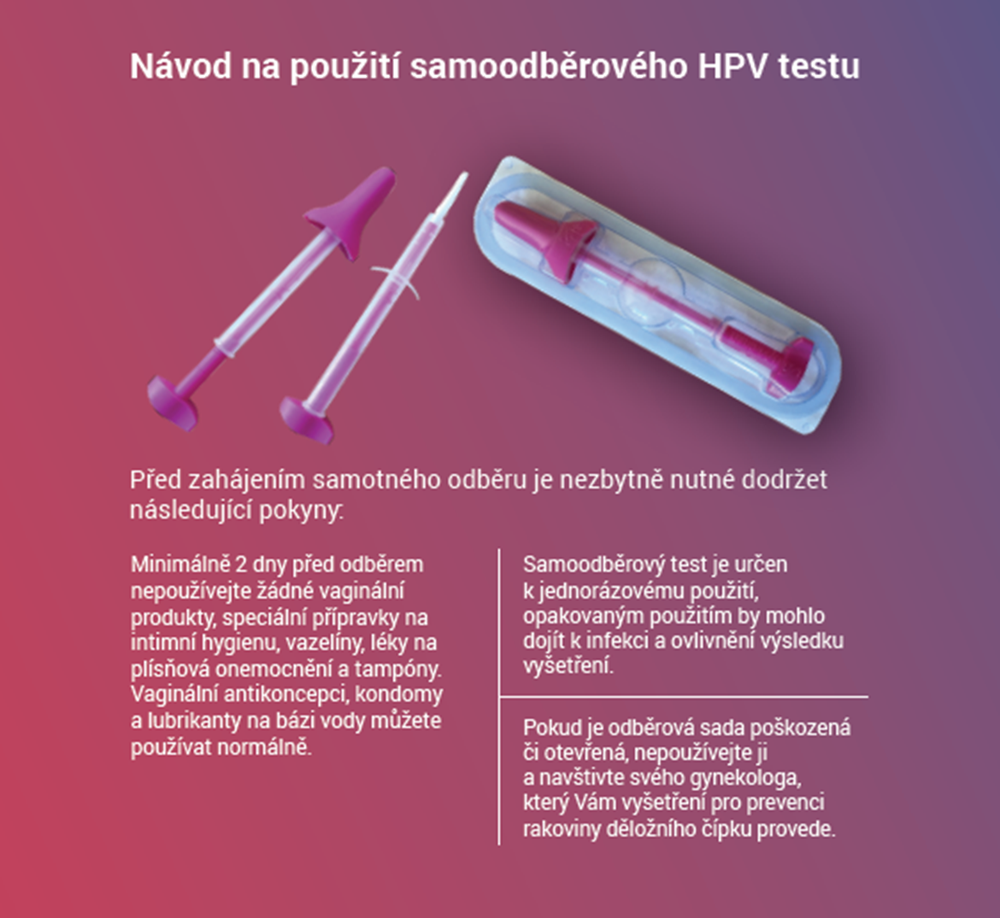 Návod na použití samoodběrového HPV testu
Před zahájením samotného odběru je nezbytně nutné dodržet
následující pokyny:
Minimálně 2 dny před odběrem
nepoužívejte žádné vaginální
produkty, speciální přípravky na
intimní hygienu, vazelíny, léky na
plísňová onemocnění a tampóny.
Vaginální antikoncepci, kondomy
a lubrikanty na bázi vody můžete
používat normálně.
Samoodběrový test je určen
k jednorázovému použití,
opakovaným použitím by mohlo
dojít k infekci a ovlivnění výsledku
vyšetření.
Pokud je odběrová sada poškozená
či otevřená, nepoužívejte ji
a navštivte svého gynekologa,
který Vám vyšetření pro prevenci
rakoviny děložního čípku provede.